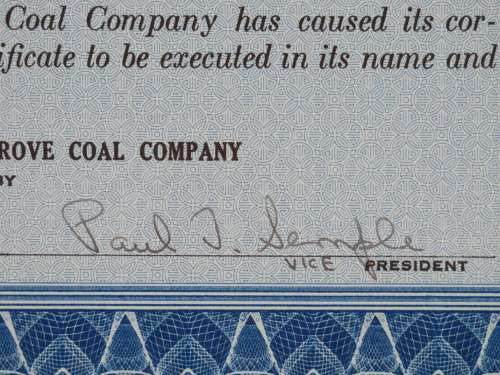 Coal Company has caused its cor-
ificate to be executed in its name and
ROVE COAL COMPANY
BY
Paul T. Semple
VICE PRESIDENT